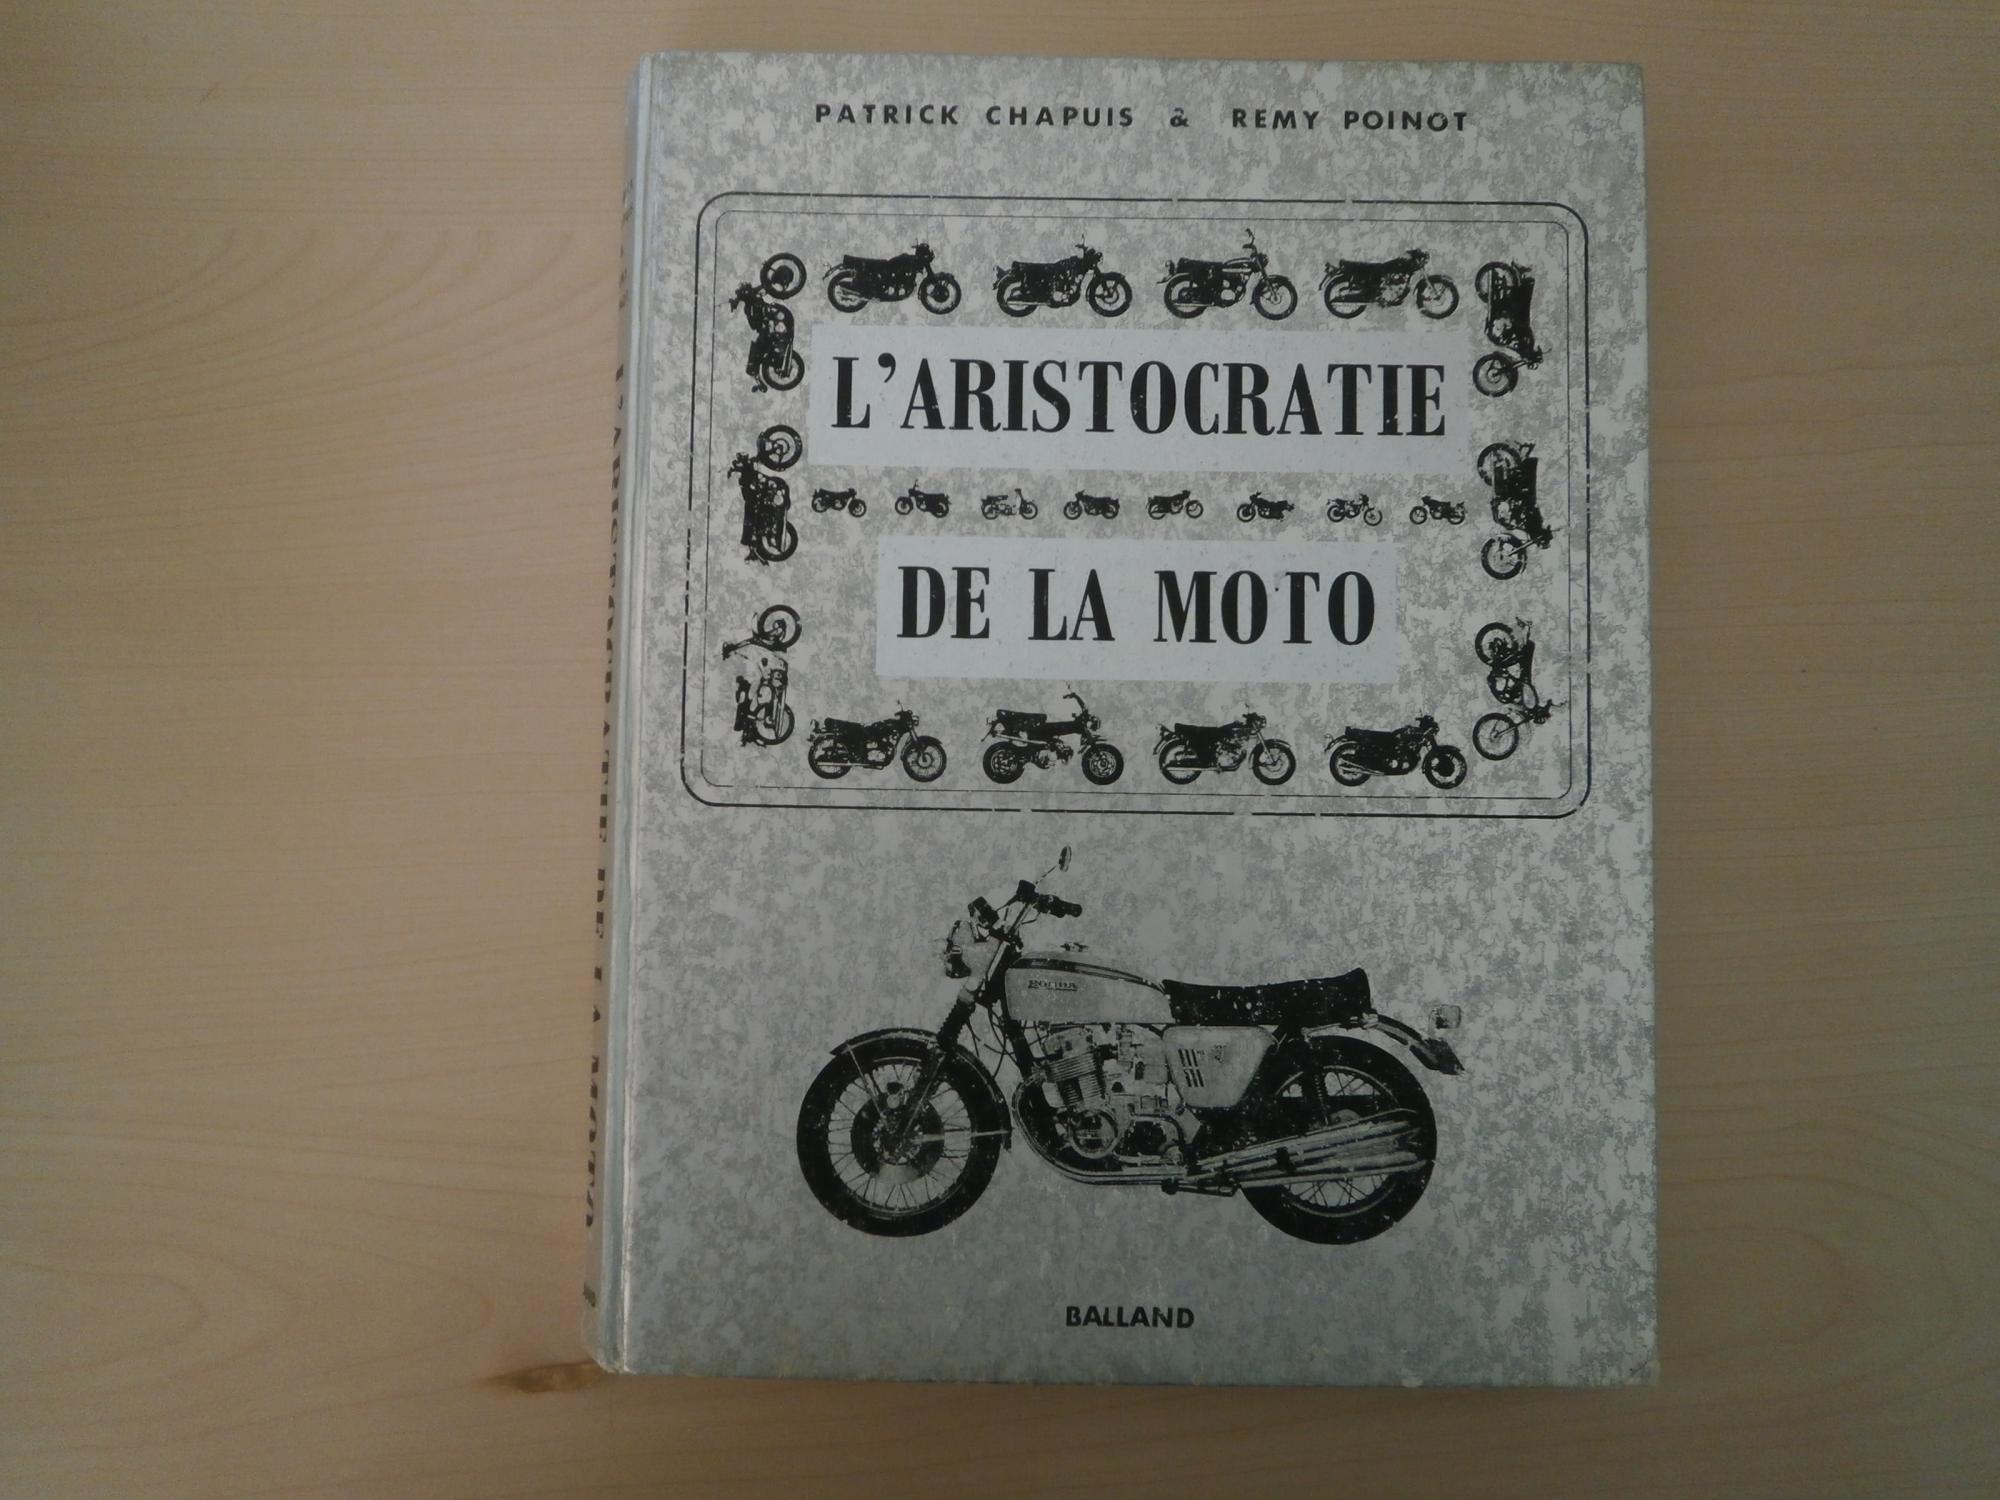 PATRICK CHAPUIS & REMY POINOT
L'ARISTOCRATIE
DE LA MOTO
HONDA
BALLAND
L'ARISTOCRATIE DE LA MOTO